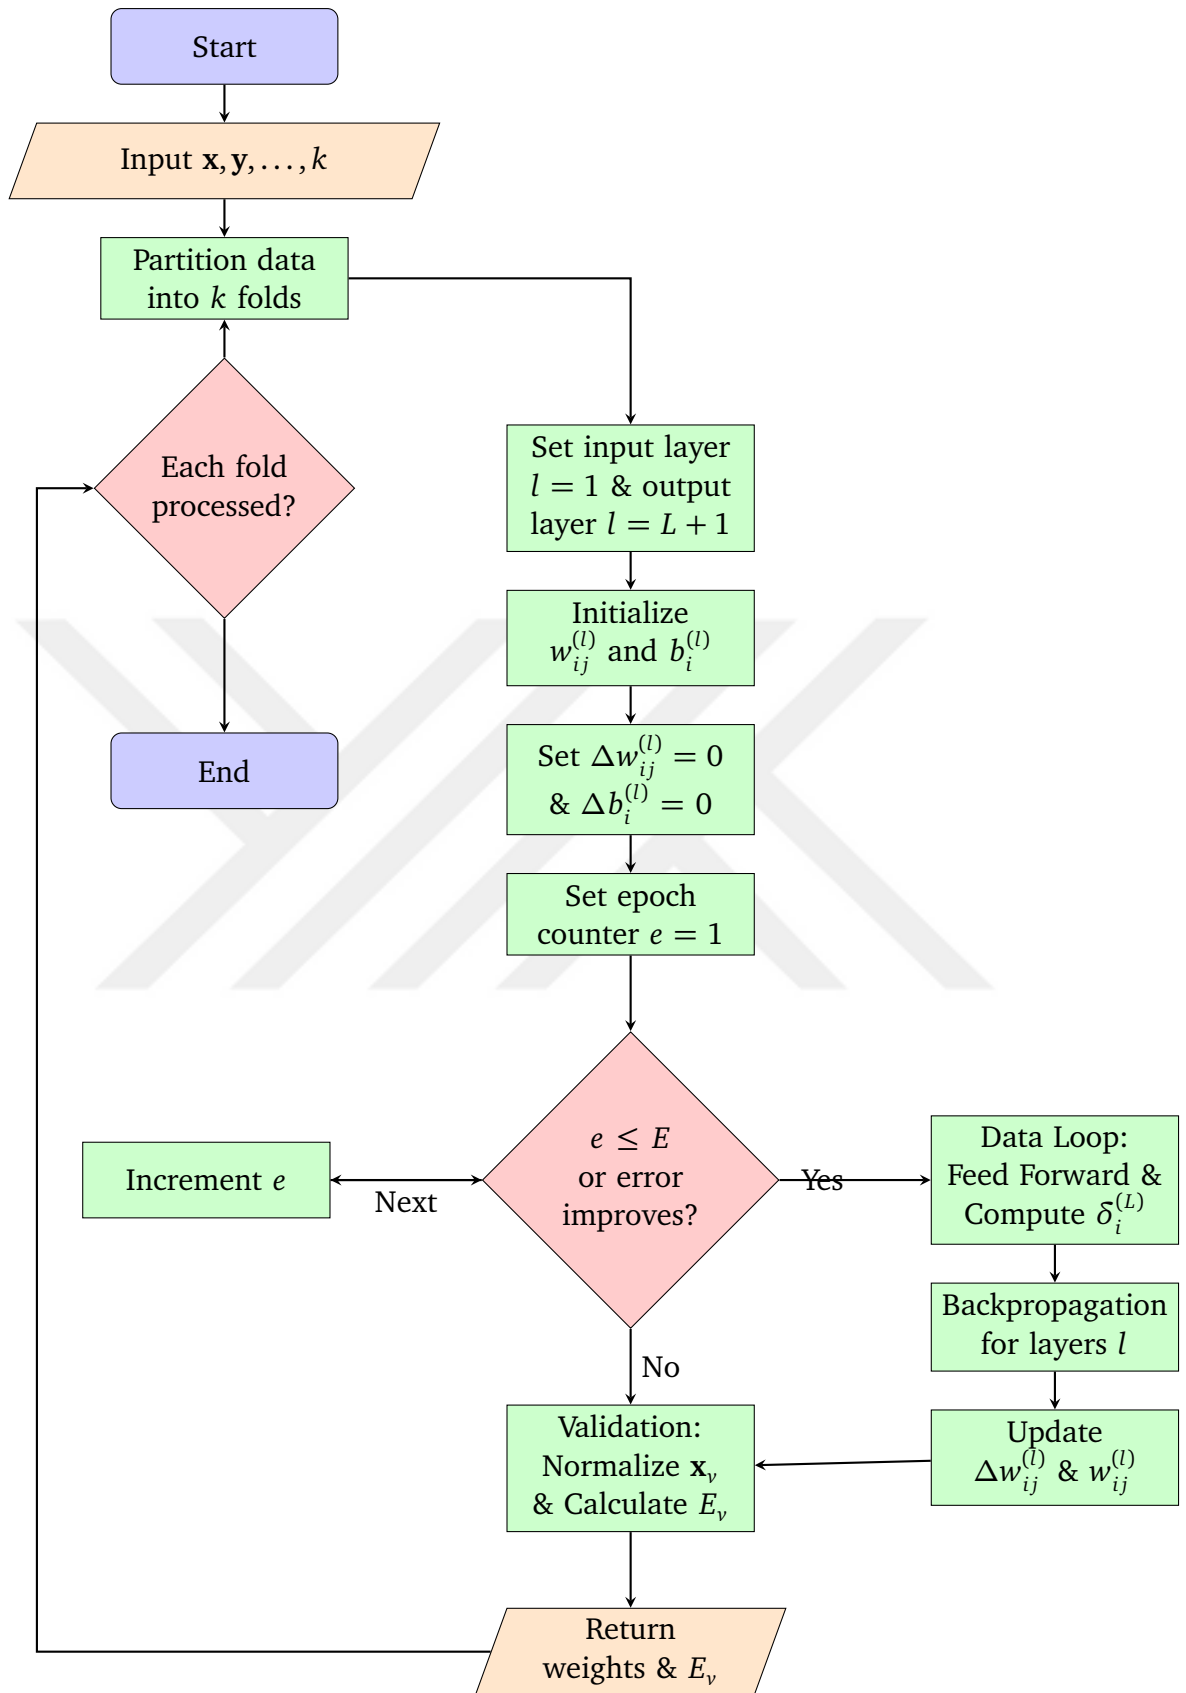 Start
Input x, y, . . . , k
Partition data
into k folds
Each fold
processed?
End
Set input layer
l = 1 & output
layer l = L + 1
Initialize
w_{ij}^{(l)} and b_i^{(l)}
Set Δw_{ij}^{(l)} = 0
& Δb_i^{(l)} = 0
Set epoch
counter e = 1
e ≤ E
or error
improves?
Increment e
Next
Yes
No
Data Loop:
Feed Forward &
Compute δ_i^{(L)}
Backpropagation
for layers l
Update
Δw_{ij}^{(l)} & w_{ij}^{(l)}
Validation:
Normalize x_v
& Calculate E_v
Return
weights & E_v